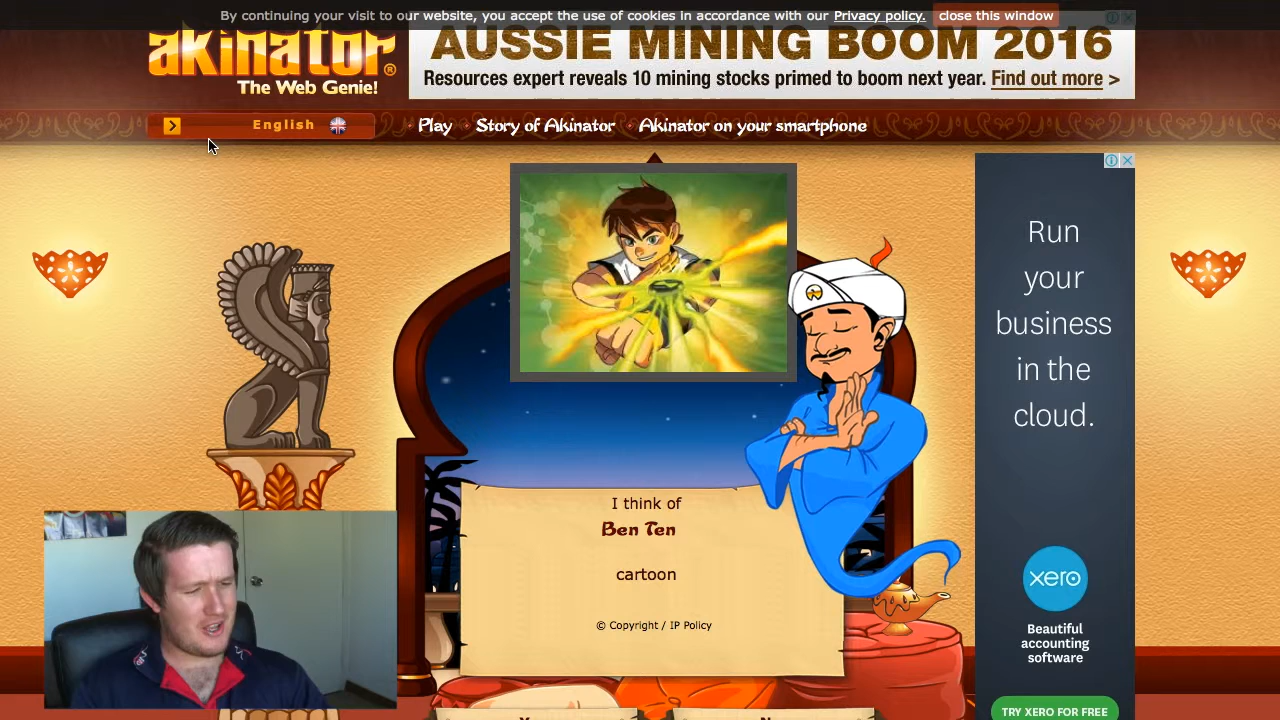 By continuing your visit to our website, you accept the use of cookies in accordance with our Privacy policy. close this window
akinator®
The Web Genie!
AUSSIE MINING BOOM 2016
Resources expert reveals 10 mining stocks primed to boom next year. Find out more >
English
Play
Story of Akinator
Akinator on your smartphone
Run
your
business
in the
cloud.
I think of
Ben Ten
cartoon
© Copyright / IP Policy
xero
Beautiful
accounting
software
TRY XERO FOR FREE